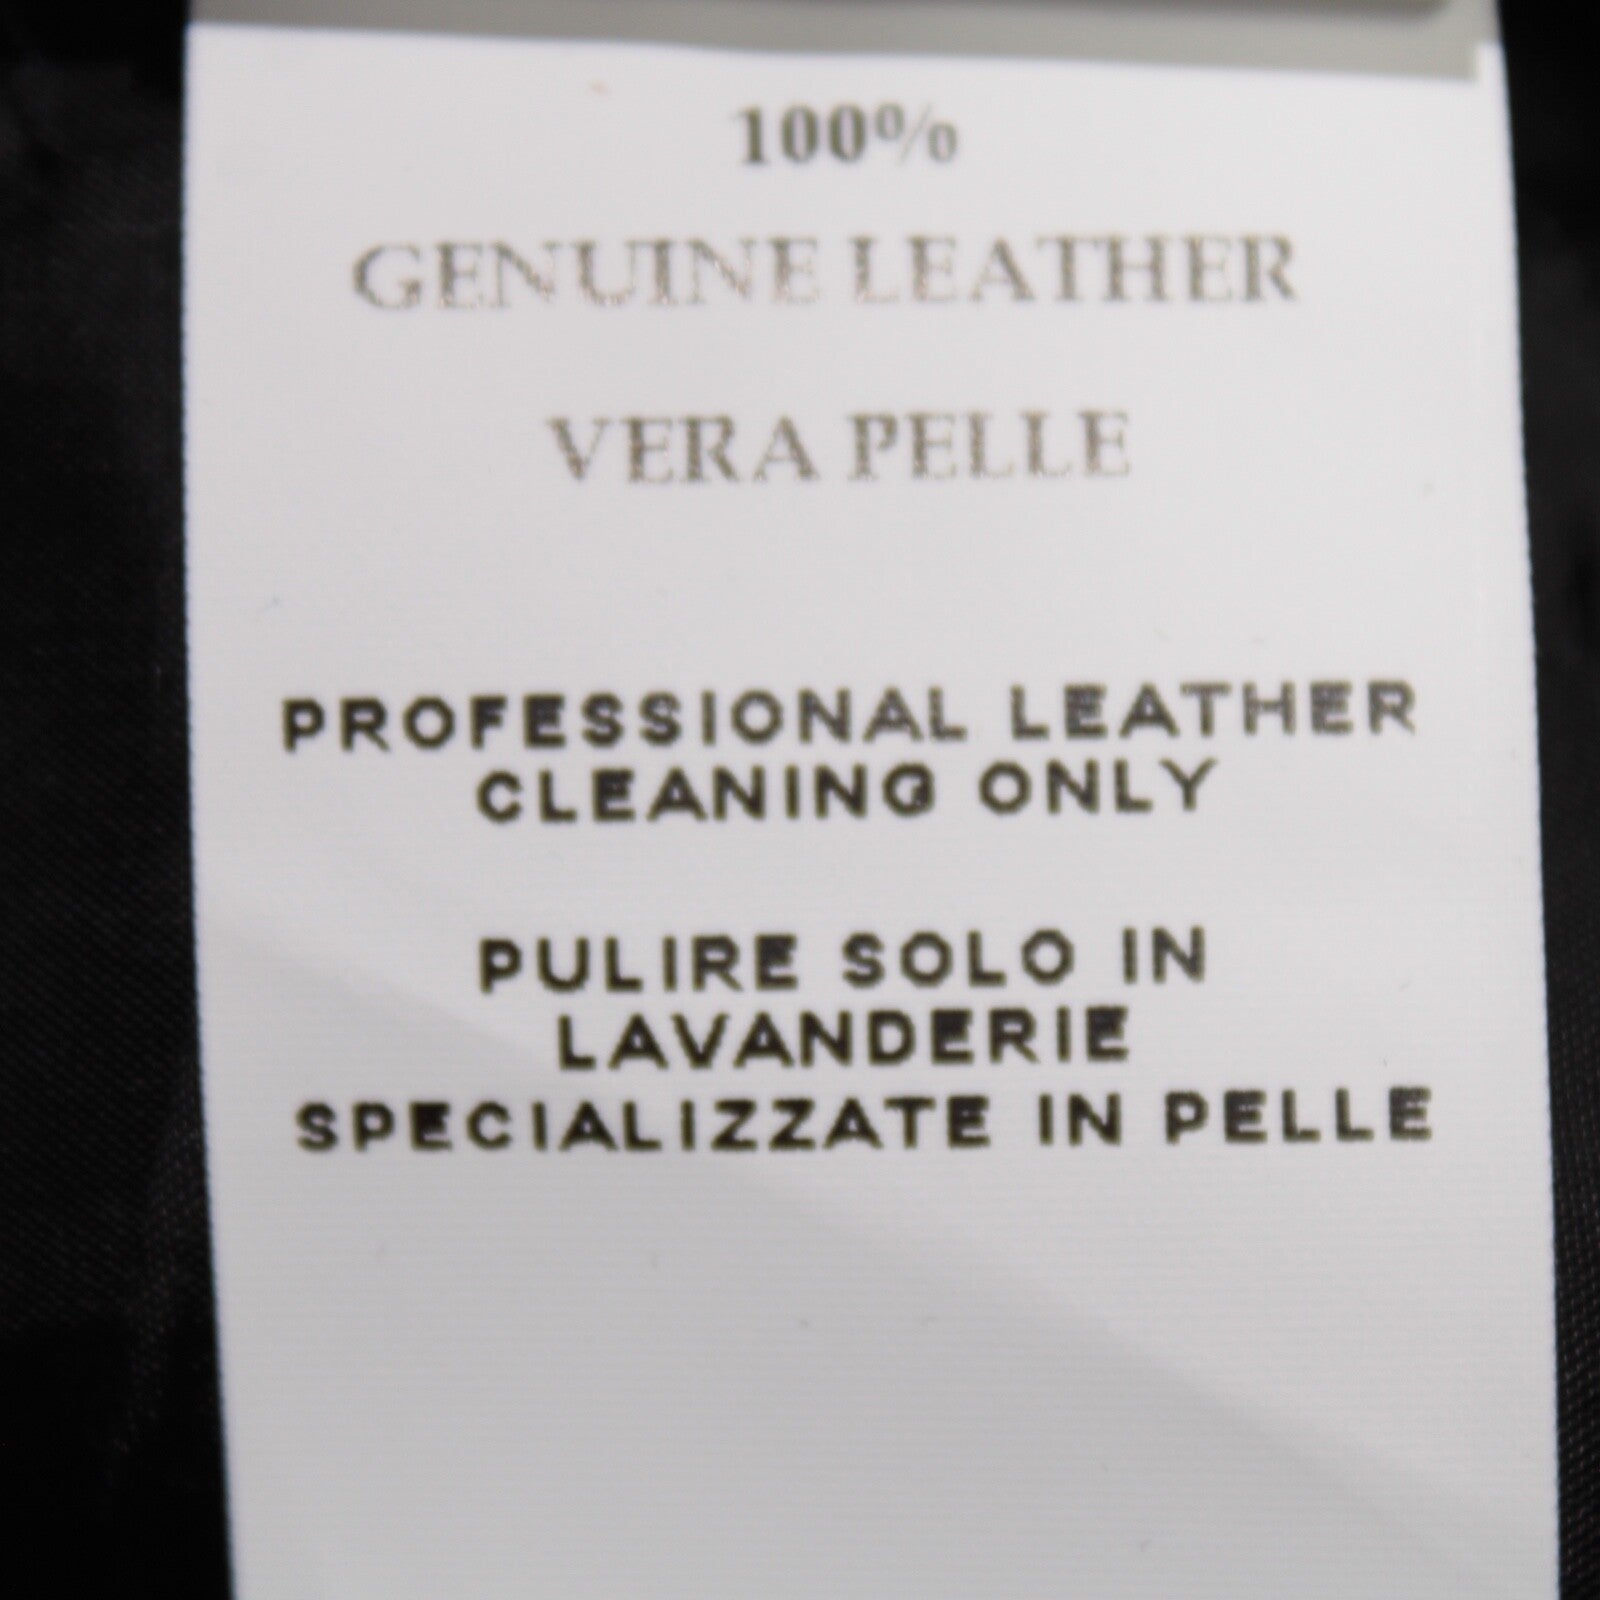 100%
GENUINE LEATHER
VERA PELLE
PROFESSIONAL LEATHER
CLEANING ONLY
PULIRE SOLO IN
LAVANDERIE
SPECIALIZZATE IN PELLE